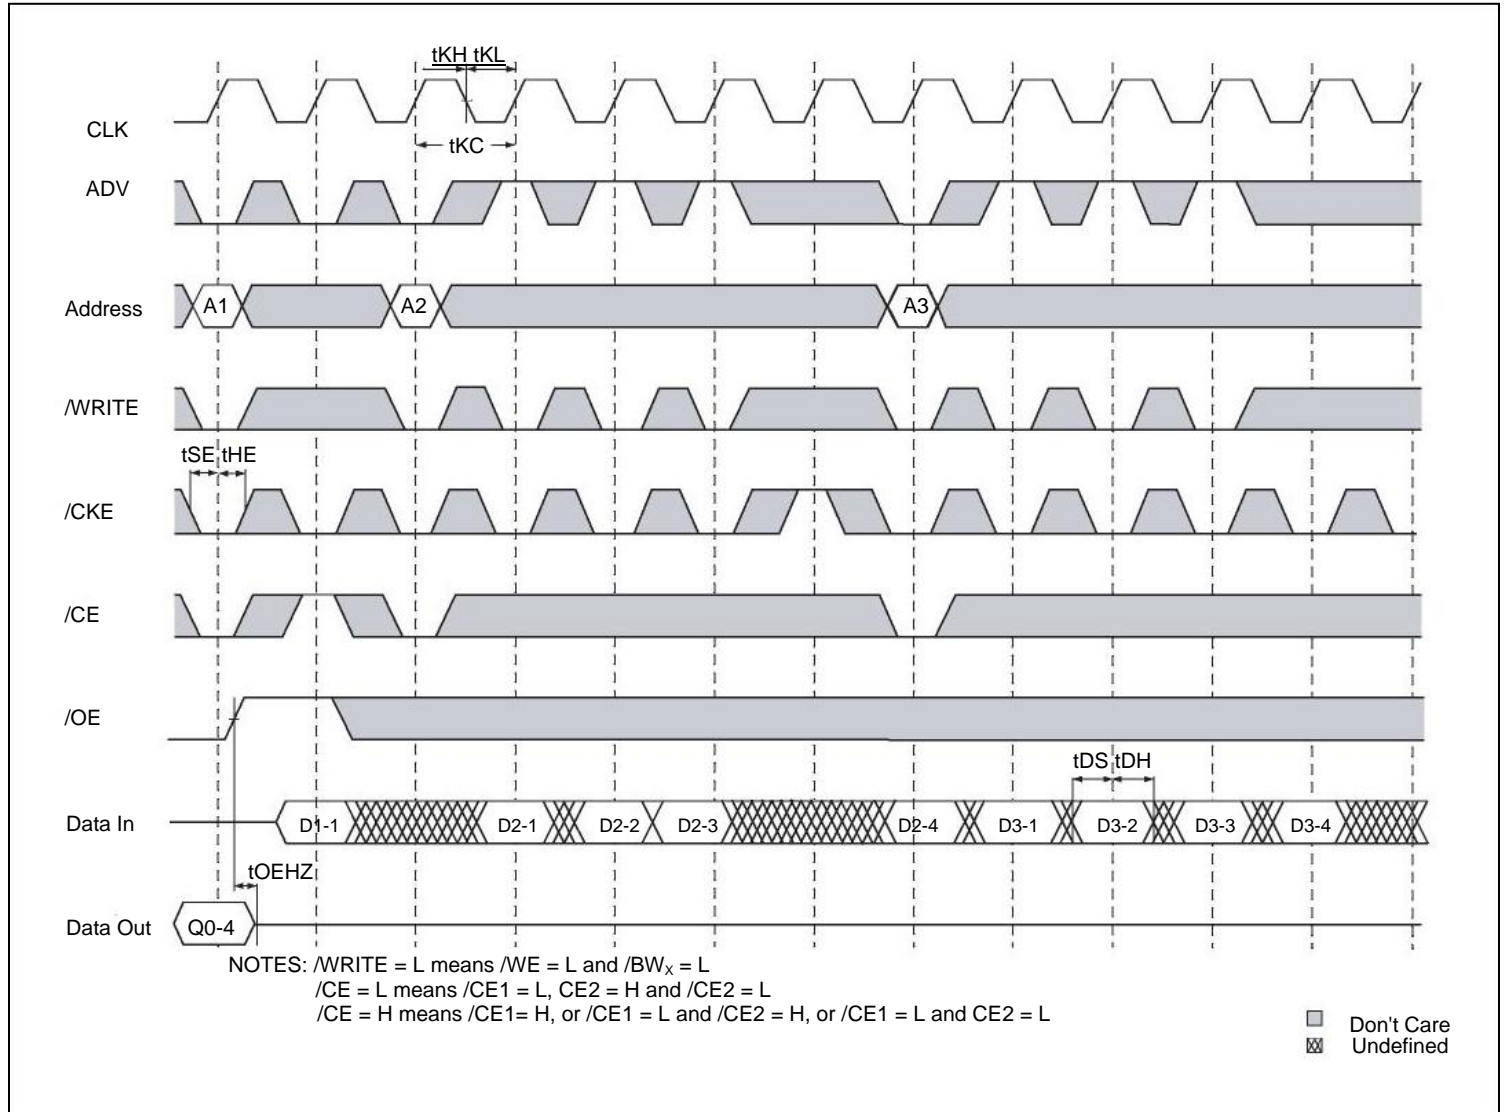 tKH tKL
CLK
tKC
ADV
Address
A1
A2
A3
/WRITE
tSE tHE
/CKE
/CE
/OE
tDS tDH
Data In
D1-1
D2-1
D2-2
D2-3
D2-4
D3-1
D3-2
D3-3
D3-4
tOEHZ
Data Out
Q0-4
NOTES: /WRITE = L means /WE = L and /BWX = L
/CE = L means /CE1 = L, CE2 = H and /CE2 = L
/CE = H means /CE1= H, or /CE1 = L and /CE2 = H, or /CE1 = L and CE2 = L
Don't Care
Undefined